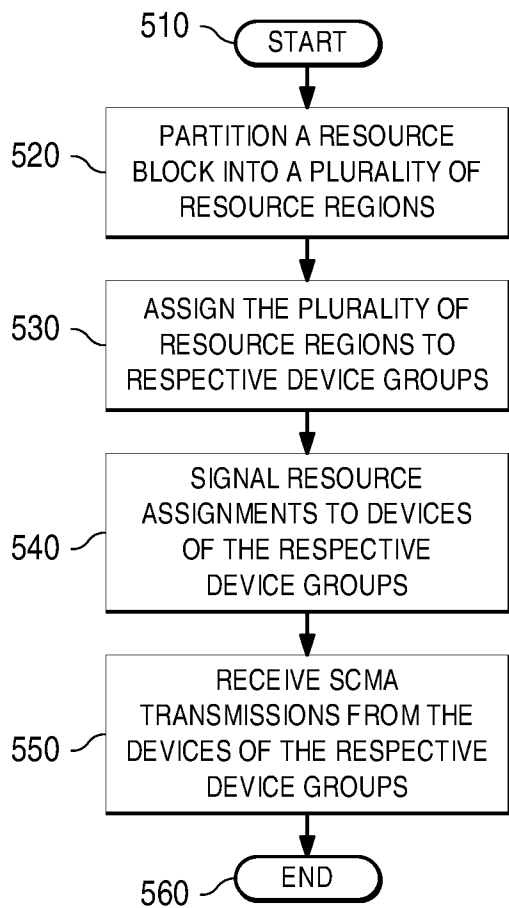 510
START
520
PARTITION A RESOURCE
BLOCK INTO A PLURALITY OF
RESOURCE REGIONS
530
ASSIGN THE PLURALITY OF
RESOURCE REGIONS TO
RESPECTIVE DEVICE GROUPS
540
SIGNAL RESOURCE
ASSIGNMENTS TO DEVICES
OF THE RESPECTIVE
DEVICE GROUPS
550
RECEIVE SCMA
TRANSMISSIONS FROM THE
DEVICES OF THE RESPECTIVE
DEVICE GROUPS
560
END